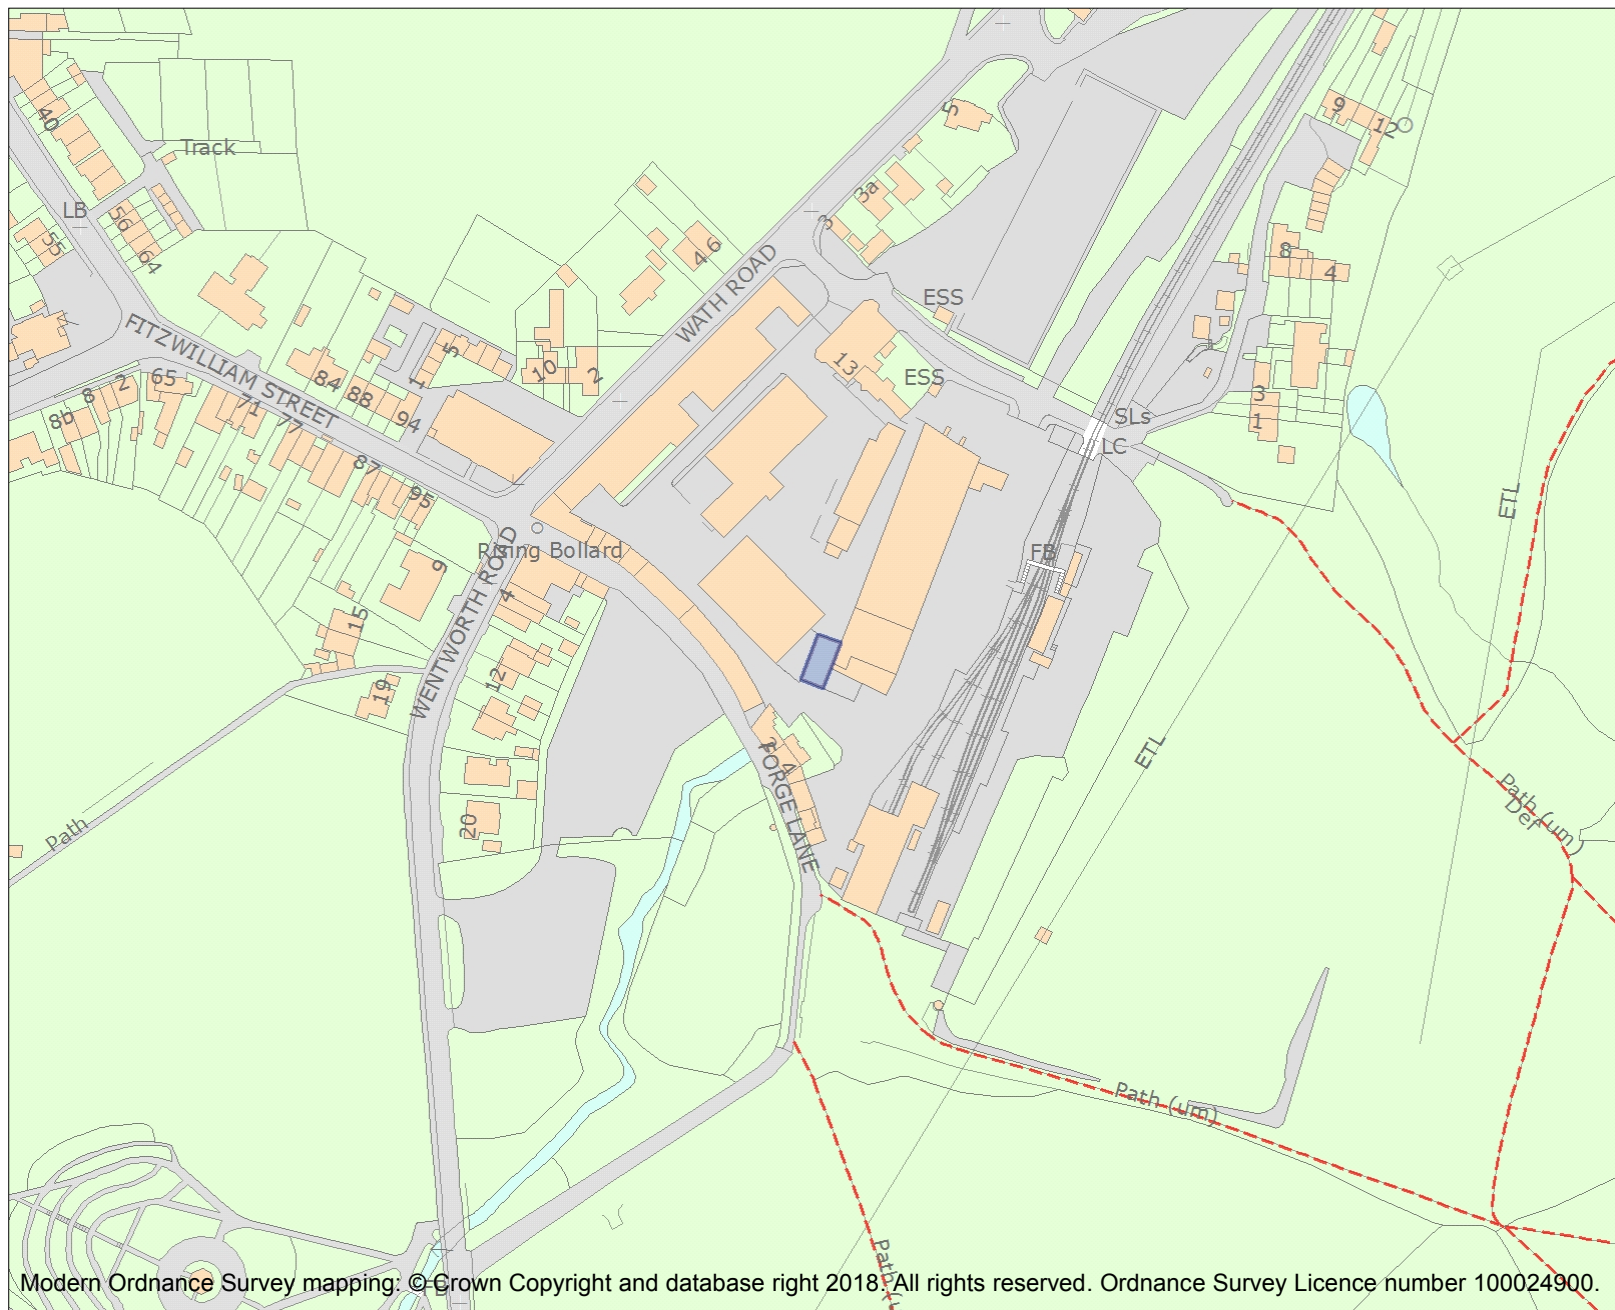 40
Track
LB
56
64
55
FITZWILLIAM STREET
65
2
8
8b
71
77
84
88
94
1
5
87
95
10
2
4 6
WATH ROAD
3
3a
5
ESS
ESS
13
9
12
8
4
3
1
SLs
LC
FB
ETL
Rising Bollard
WENTWORTH ROAD
9
4
15
19
12
20
Path
FORGE LANE
4
ETL
Path (um)
Def
Path (um)
Modern Ordnance Survey mapping: © Crown Copyright and database right 2018. All rights reserved. Ordnance Survey Licence number 100024900.